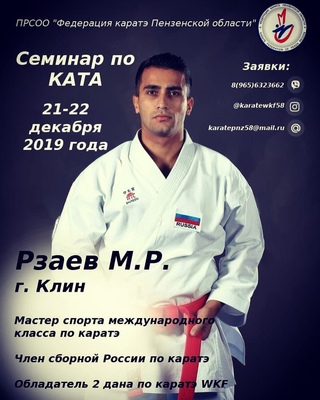 ПРСОО "Федерация каратэ Пензенской области"
Семинар по
КАТА
21-22
декабря
2019 года
Заявки:
8(965)6323662
@karatewkf58
karatepnz58@mail.ru
RUSSIA
Рзаев М.Р.
г. Клин
Мастер спорта международного
класса по каратэ
Член сборной России по каратэ
Обладатель 2 дана по каратэ WKF